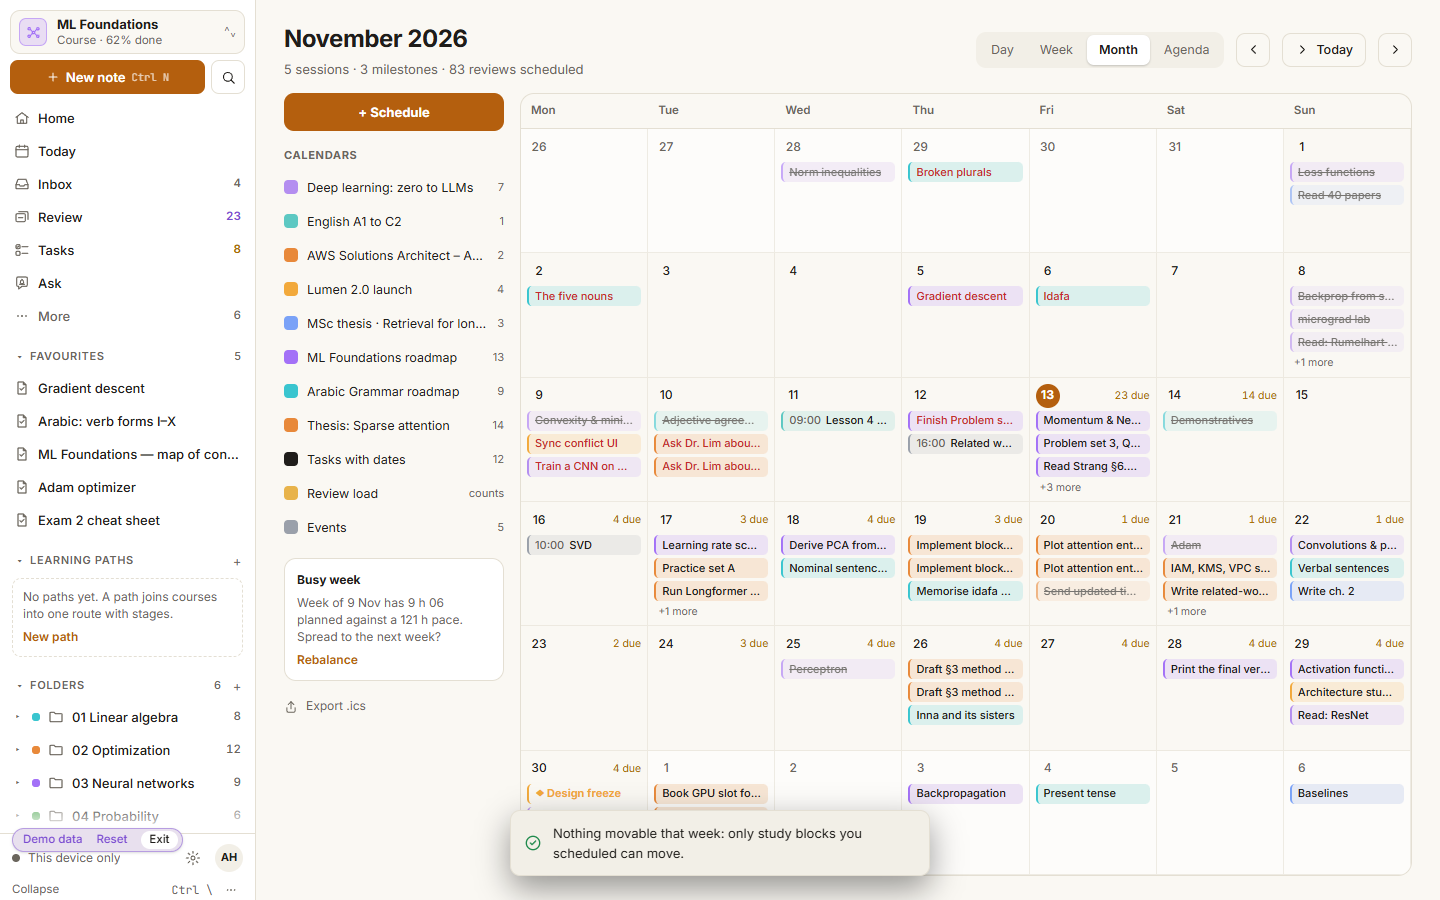 ML Foundations
Course · 62% done
New note Ctrl N
Home
Today
Inbox 4
Review 23
Tasks 8
Ask
More 6
FAVOURITES 5
Gradient descent
Arabic: verb forms I–X
ML Foundations — map of con...
Adam optimizer
Exam 2 cheat sheet
LEARNING PATHS +
No paths yet. A path joins courses
into one route with stages.
New path
FOLDERS 6 +
01 Linear algebra 8
02 Optimization 12
03 Neural networks 9
04 Probability 6
Demo data Reset Exit
This device only AH
Collapse Ctrl \ ...
November 2026
5 sessions · 3 milestones · 83 reviews scheduled
Day Week Month Agenda
Today
+ Schedule
CALENDARS
Deep learning: zero to LLMs 7
English A1 to C2 1
AWS Solutions Architect – A... 2
Lumen 2.0 launch 4
MSc thesis · Retrieval for lon... 3
ML Foundations roadmap 13
Arabic Grammar roadmap 9
Thesis: Sparse attention 14
Tasks with dates 12
Review load counts
Events 5
Busy week
Week of 9 Nov has 9 h 06
planned against a 121 h pace.
Spread to the next week?
Rebalance
Export .ics
Mon Tue Wed Thu Fri Sat Sun
26 27 28 29 30 31 1
Norm inequalities
Broken plurals
Loss functions
Read 40 papers
2 3 4 5 6 7 8
The five nouns
Gradient descent
Idafa
Backprop from s...
micrograd lab
Read: Rumelhart ...
+1 more
9 10 11 12 13 23 due 14 14 due 15
Convexity & mini...
Sync conflict UI
Train a CNN on ...
Adjective agree...
Ask Dr. Lim abou...
Ask Dr. Lim abou...
09:00 Lesson 4 ...
Finish Problem s...
16:00 Related w...
Momentum & Ne...
Problem set 3, Q...
Read Strang §6....
+3 more
Demonstratives
16 4 due 17 3 due 18 4 due 19 3 due 20 1 due 21 1 due 22 1 due
10:00 SVD
Learning rate sc...
Practice set A
Run Longformer ...
+1 more
Derive PCA from...
Nominal sentenc...
Implement block...
Implement block...
Memorise idafa ...
Plot attention ent...
Plot attention ent...
Send updated ti...
Adam
IAM, KMS, VPC s...
Write related-wo...
+1 more
Convolutions & p...
Verbal sentences
Write ch. 2
23 2 due 24 3 due 25 4 due 26 4 due 27 4 due 28 4 due 29 4 due
Perceptron
Draft §3 method ...
Draft §3 method ...
Inna and its sisters
Print the final ver...
Activation functi...
Architecture stu...
Read: ResNet
30 4 due 1 2 3 4 5 6
Design freeze
Book GPU slot fo...
Backpropagation
Present tense
Baselines
Nothing movable that week: only study blocks you
scheduled can move.